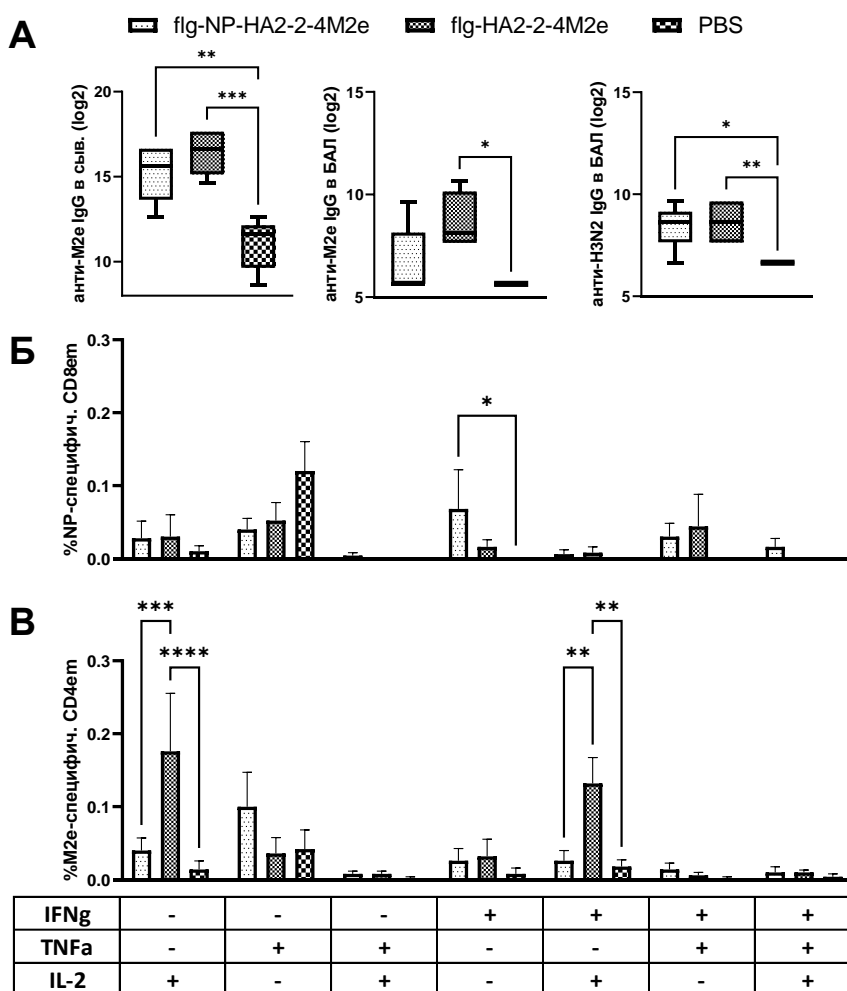 flg-NP-HA2-2-4M2e flg-HA2-2-4M2e PBS
А
анти-M2e IgG в сыв. (log2)
20
15
10
** ***
анти-M2e IgG в БАЛ (log2)
15
10
5
*
анти-H3N2 IgG в БАЛ (log2)
15
10
5
* **
Б
%NP-специфич. CD8em
0.3
0.2
0.1
0.0
*
В
%M2e-специфич. CD4em
0.3
0.2
0.1
0.0
*** **** ** **
IFNg - - - + + + +
TNFa - + + - - + +
IL-2 + - + - + - +